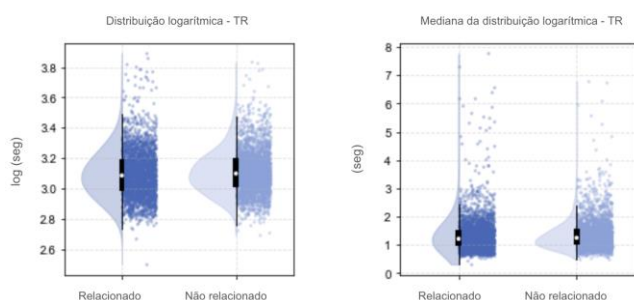 Distribuição logarítmica - TR
log (seg)
3.8
3.6
3.4
3.2
3.0
2.8
2.6
Relacionado Não relacionado
Mediana da distribuição logarítmica - TR
(seg)
8
7
6
5
4
3
2
1
0
Relacionado Não relacionado